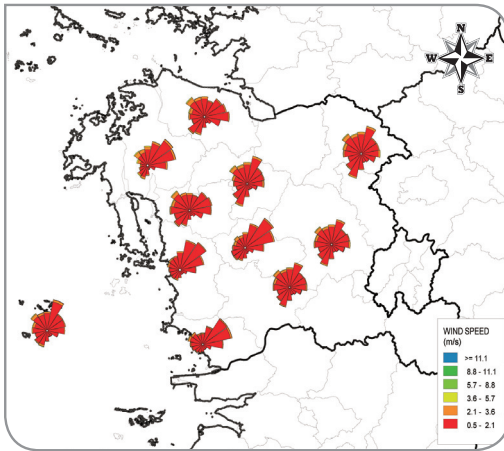 N
W E
S
WIND SPEED
(m/s)
>= 11.1
8.8 - 11.1
5.7 - 8.8
3.6 - 5.7
2.1 - 3.6
0.5 - 2.1